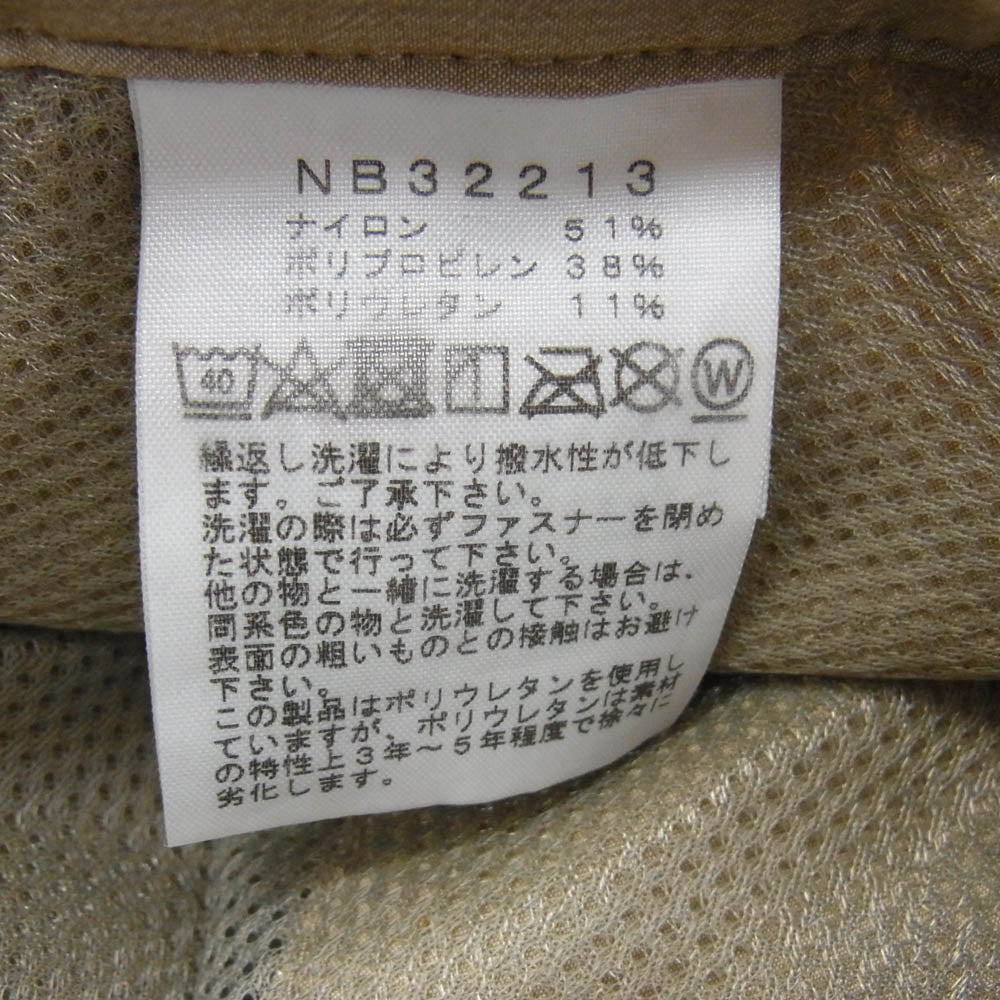 NB32213
ナイロン 51%
ポリプロピレン 38%
ポリウレタン 11%
40
W
繰返し洗濯により撥水性が低下し
ます。ご了承下さい。
洗濯の際は必ずファスナーを閉め
た状態で行って下さい。
他の物と一緒に洗濯する場合は、
同系色の物と洗濯して下さい。
表面の粗いものとの接触はお避け
下さい。
この製品はポリウレタンを使用し
ていますが、ポリウレタンは素材
の特性上3年〜5年程度で徐々に
劣化します。